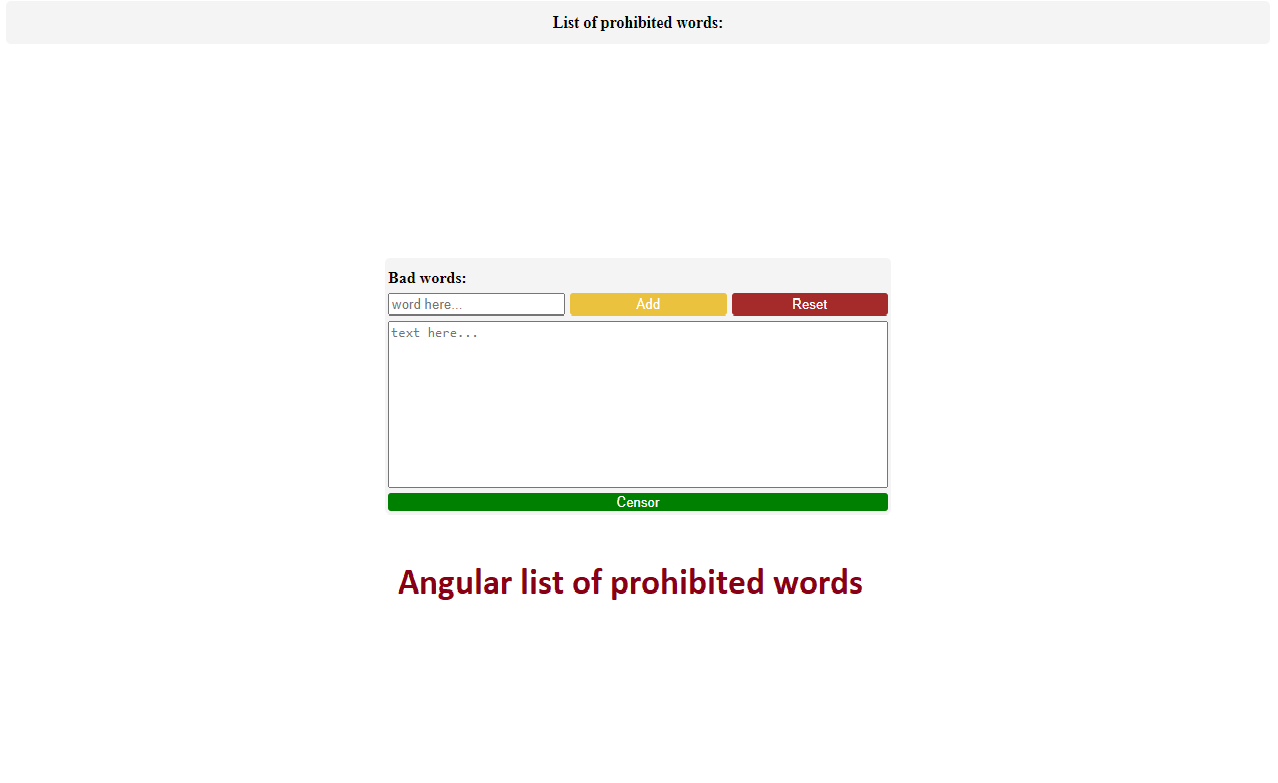 List of prohibited words:
Bad words:
word here... Add Reset
text here...
Censor
Angular list of prohibited words